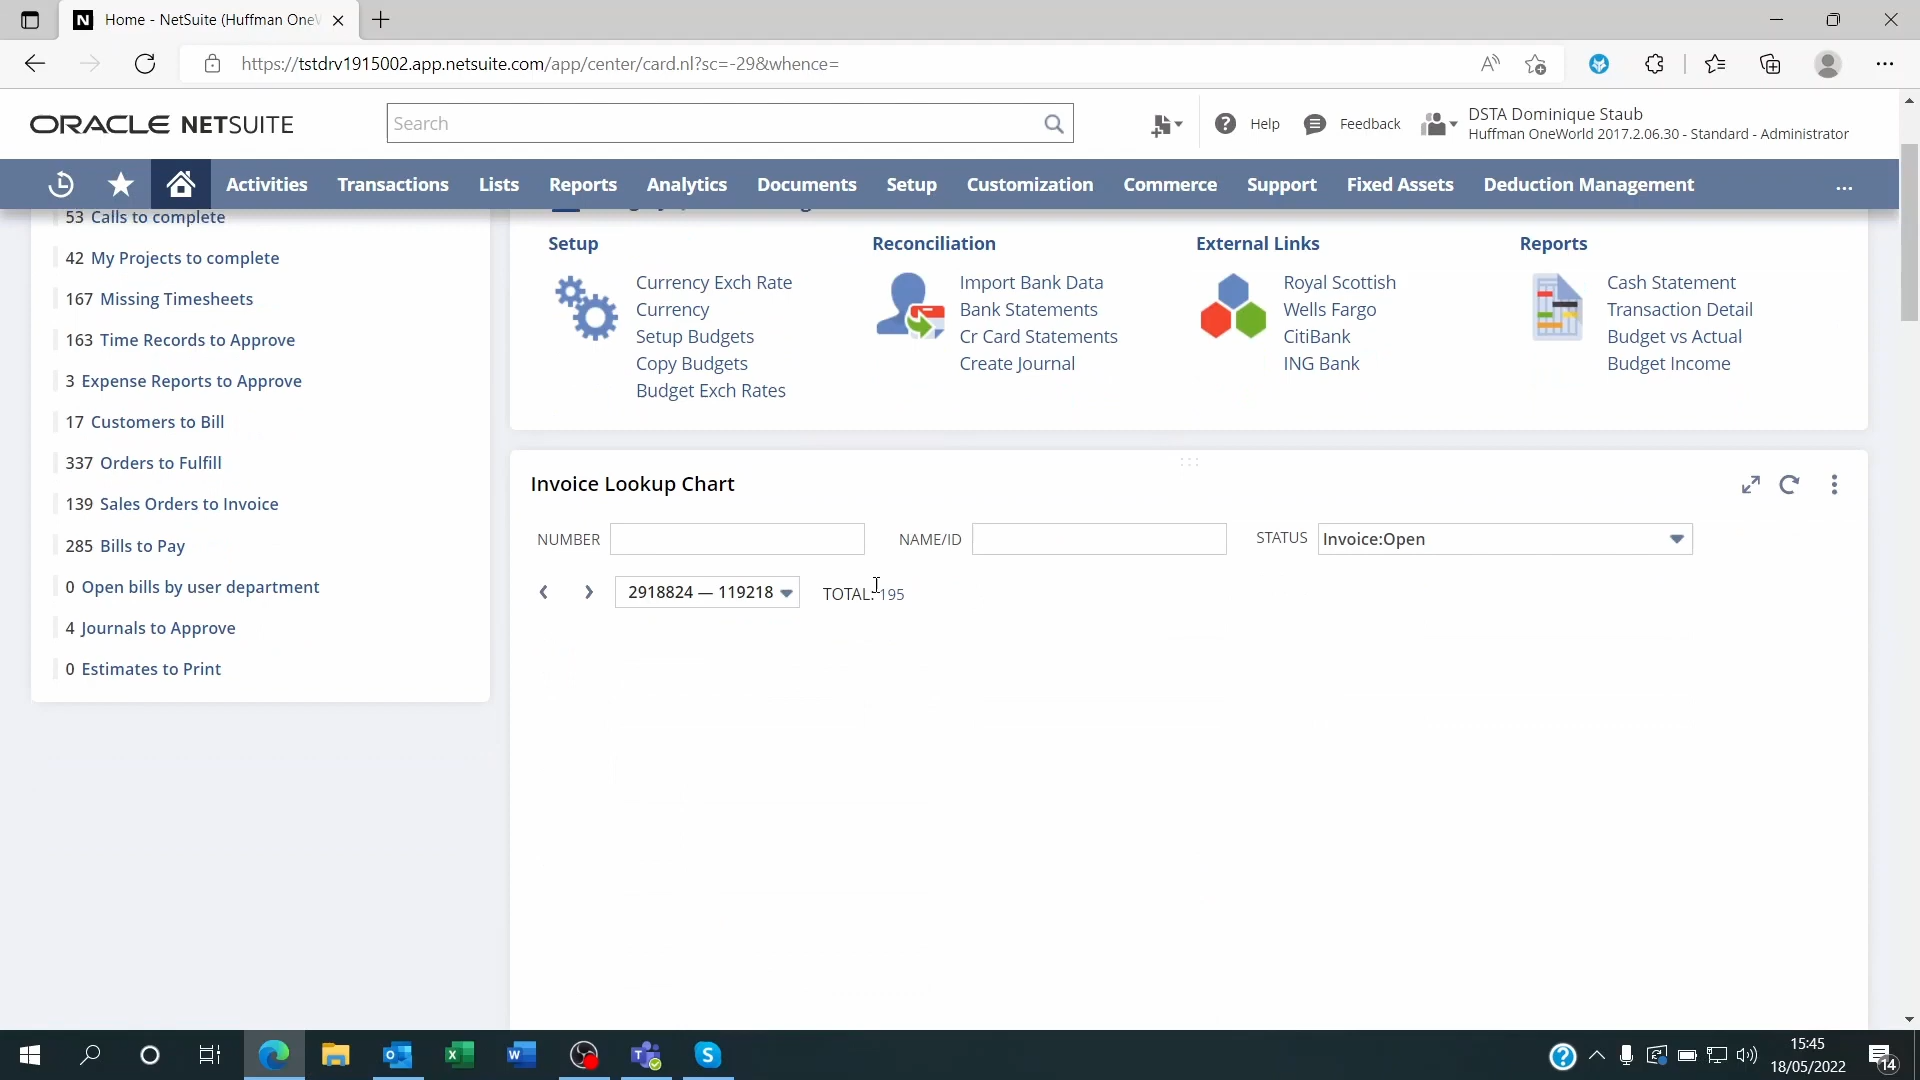 Home - NetSuite (Huffman OneW
https://tstdrv1915002.app.netsuite.com/app/center/card.nl?sc=-29&whence=
ORACLE NETSUITE
Search
Help
Feedback
DSTA Dominique Staub
Huffman OneWorld 2017.2.06.30 - Standard - Administrator
Activities Transactions Lists Reports Analytics Documents Setup Customization Commerce Support Fixed Assets Deduction Management ...
53 Calls to complete
42 My Projects to complete
167 Missing Timesheets
163 Time Records to Approve
3 Expense Reports to Approve
17 Customers to Bill
337 Orders to Fulfill
139 Sales Orders to Invoice
285 Bills to Pay
0 Open bills by user department
4 Journals to Approve
0 Estimates to Print
Setup
Currency Exch Rate
Currency
Setup Budgets
Copy Budgets
Budget Exch Rates
Reconciliation
Import Bank Data
Bank Statements
Cr Card Statements
Create Journal
External Links
Royal Scottish
Wells Fargo
CitiBank
ING Bank
Reports
Cash Statement
Transaction Detail
Budget vs Actual
Budget Income
Invoice Lookup Chart
NUMBER
NAME/ID
STATUS Invoice:Open
2918824 — 119218
TOTAL: 195
15:45
18/05/2022
14